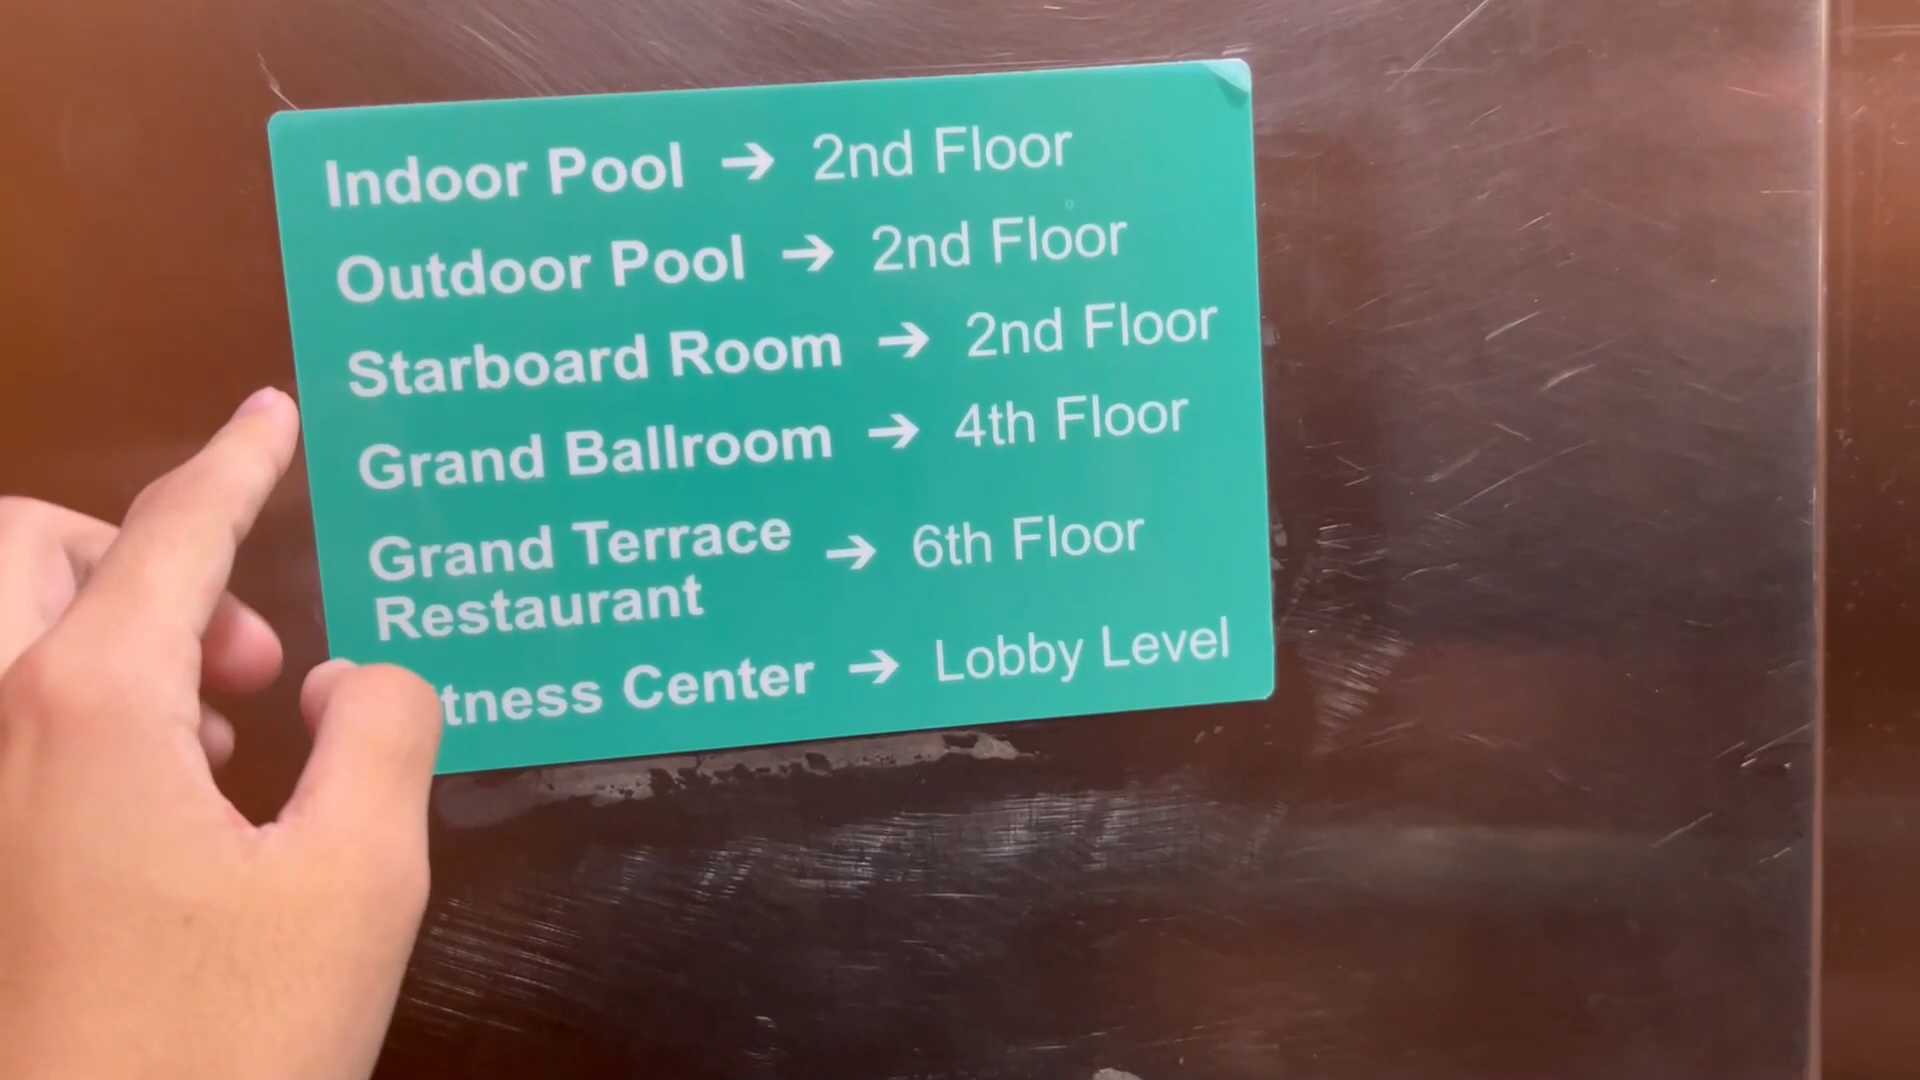 Indoor Pool → 2nd Floor
Outdoor Pool → 2nd Floor
Starboard Room → 2nd Floor
Grand Ballroom → 4th Floor
Grand Terrace Restaurant → 6th Floor
tness Center → Lobby Level